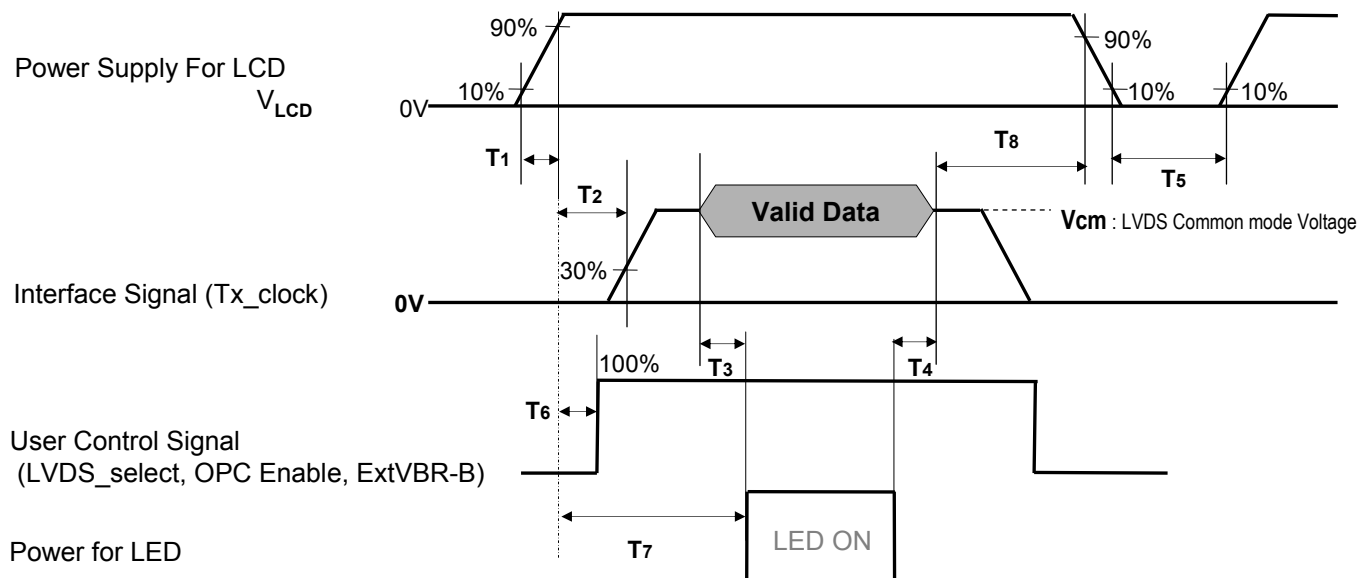 90%
90%
Power Supply For LCD
VLCD
10%
10%
10%
0V
T1
T8
T5
T2
Valid Data
Vcm : LVDS Common mode Voltage
30%
Interface Signal (Tx_clock)
0V
T3
T4
100%
T6
User Control Signal
(LVDS_select, OPC Enable, ExtVBR-B)
T7
LED ON
Power for LED